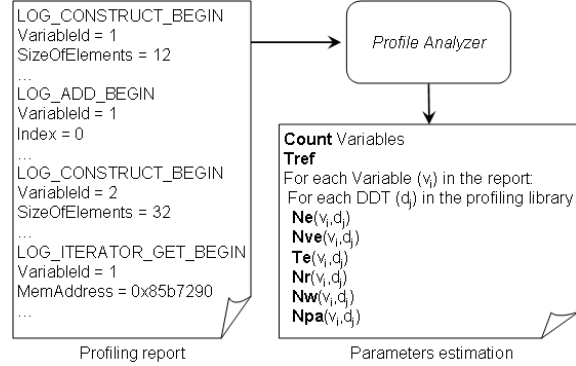 LOG_CONSTRUCT_BEGIN
VariableId = 1
SizeOfElements = 12
...
LOG_ADD_BEGIN
VariableId = 1
Index = 0
...
LOG_CONSTRUCT_BEGIN
VariableId = 2
SizeOfElements = 32
...
LOG_ITERATOR_GET_BEGIN
VariableId = 1
MemAddress = 0x85b7290
...
Profiling report
Profile Analyzer
Count Variables
Tref
For each Variable (vi) in the report:
For each DDT (dj) in the profiling library
Ne(vi,dj)
Nve(vi,dj)
Te(vi,dj)
Nr(vi,dj)
Nw(vi,dj)
Npa(vi,dj)
Parameters estimation